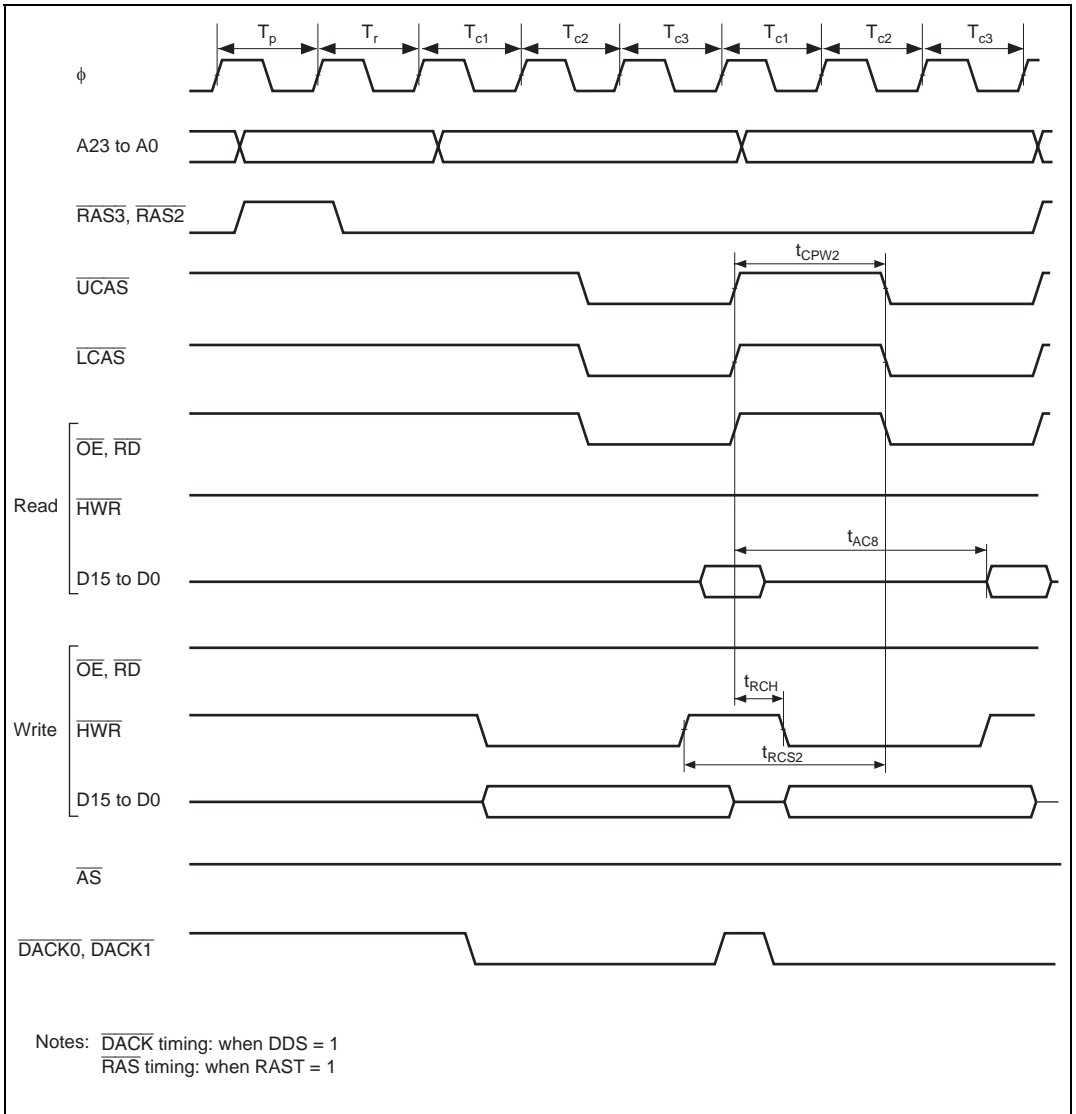 Tp Tr Tc1 Tc2 Tc3 Tc1 Tc2 Tc3
ϕ
A23 to A0
RAS3, RAS2
tCPW2
UCAS
LCAS
OE, RD
Read HWR
tAC8
D15 to D0
OE, RD
tRCH
Write HWR
tRCS2
D15 to D0
AS
DACK0, DACK1
Notes: DACK timing: when DDS = 1
RAS timing: when RAST = 1